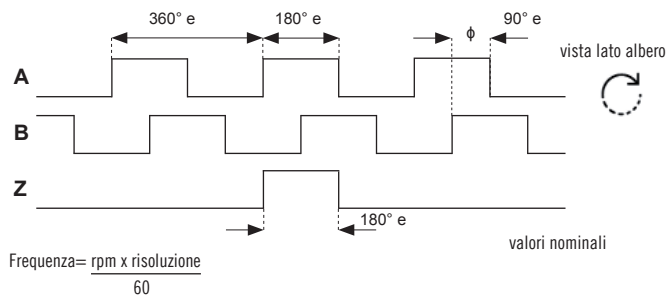 360° e 180° e ϕ 90° e
vista lato albero
A
B
Z
180° e
valori nominali
Frequenza= rpm x risoluzione
60